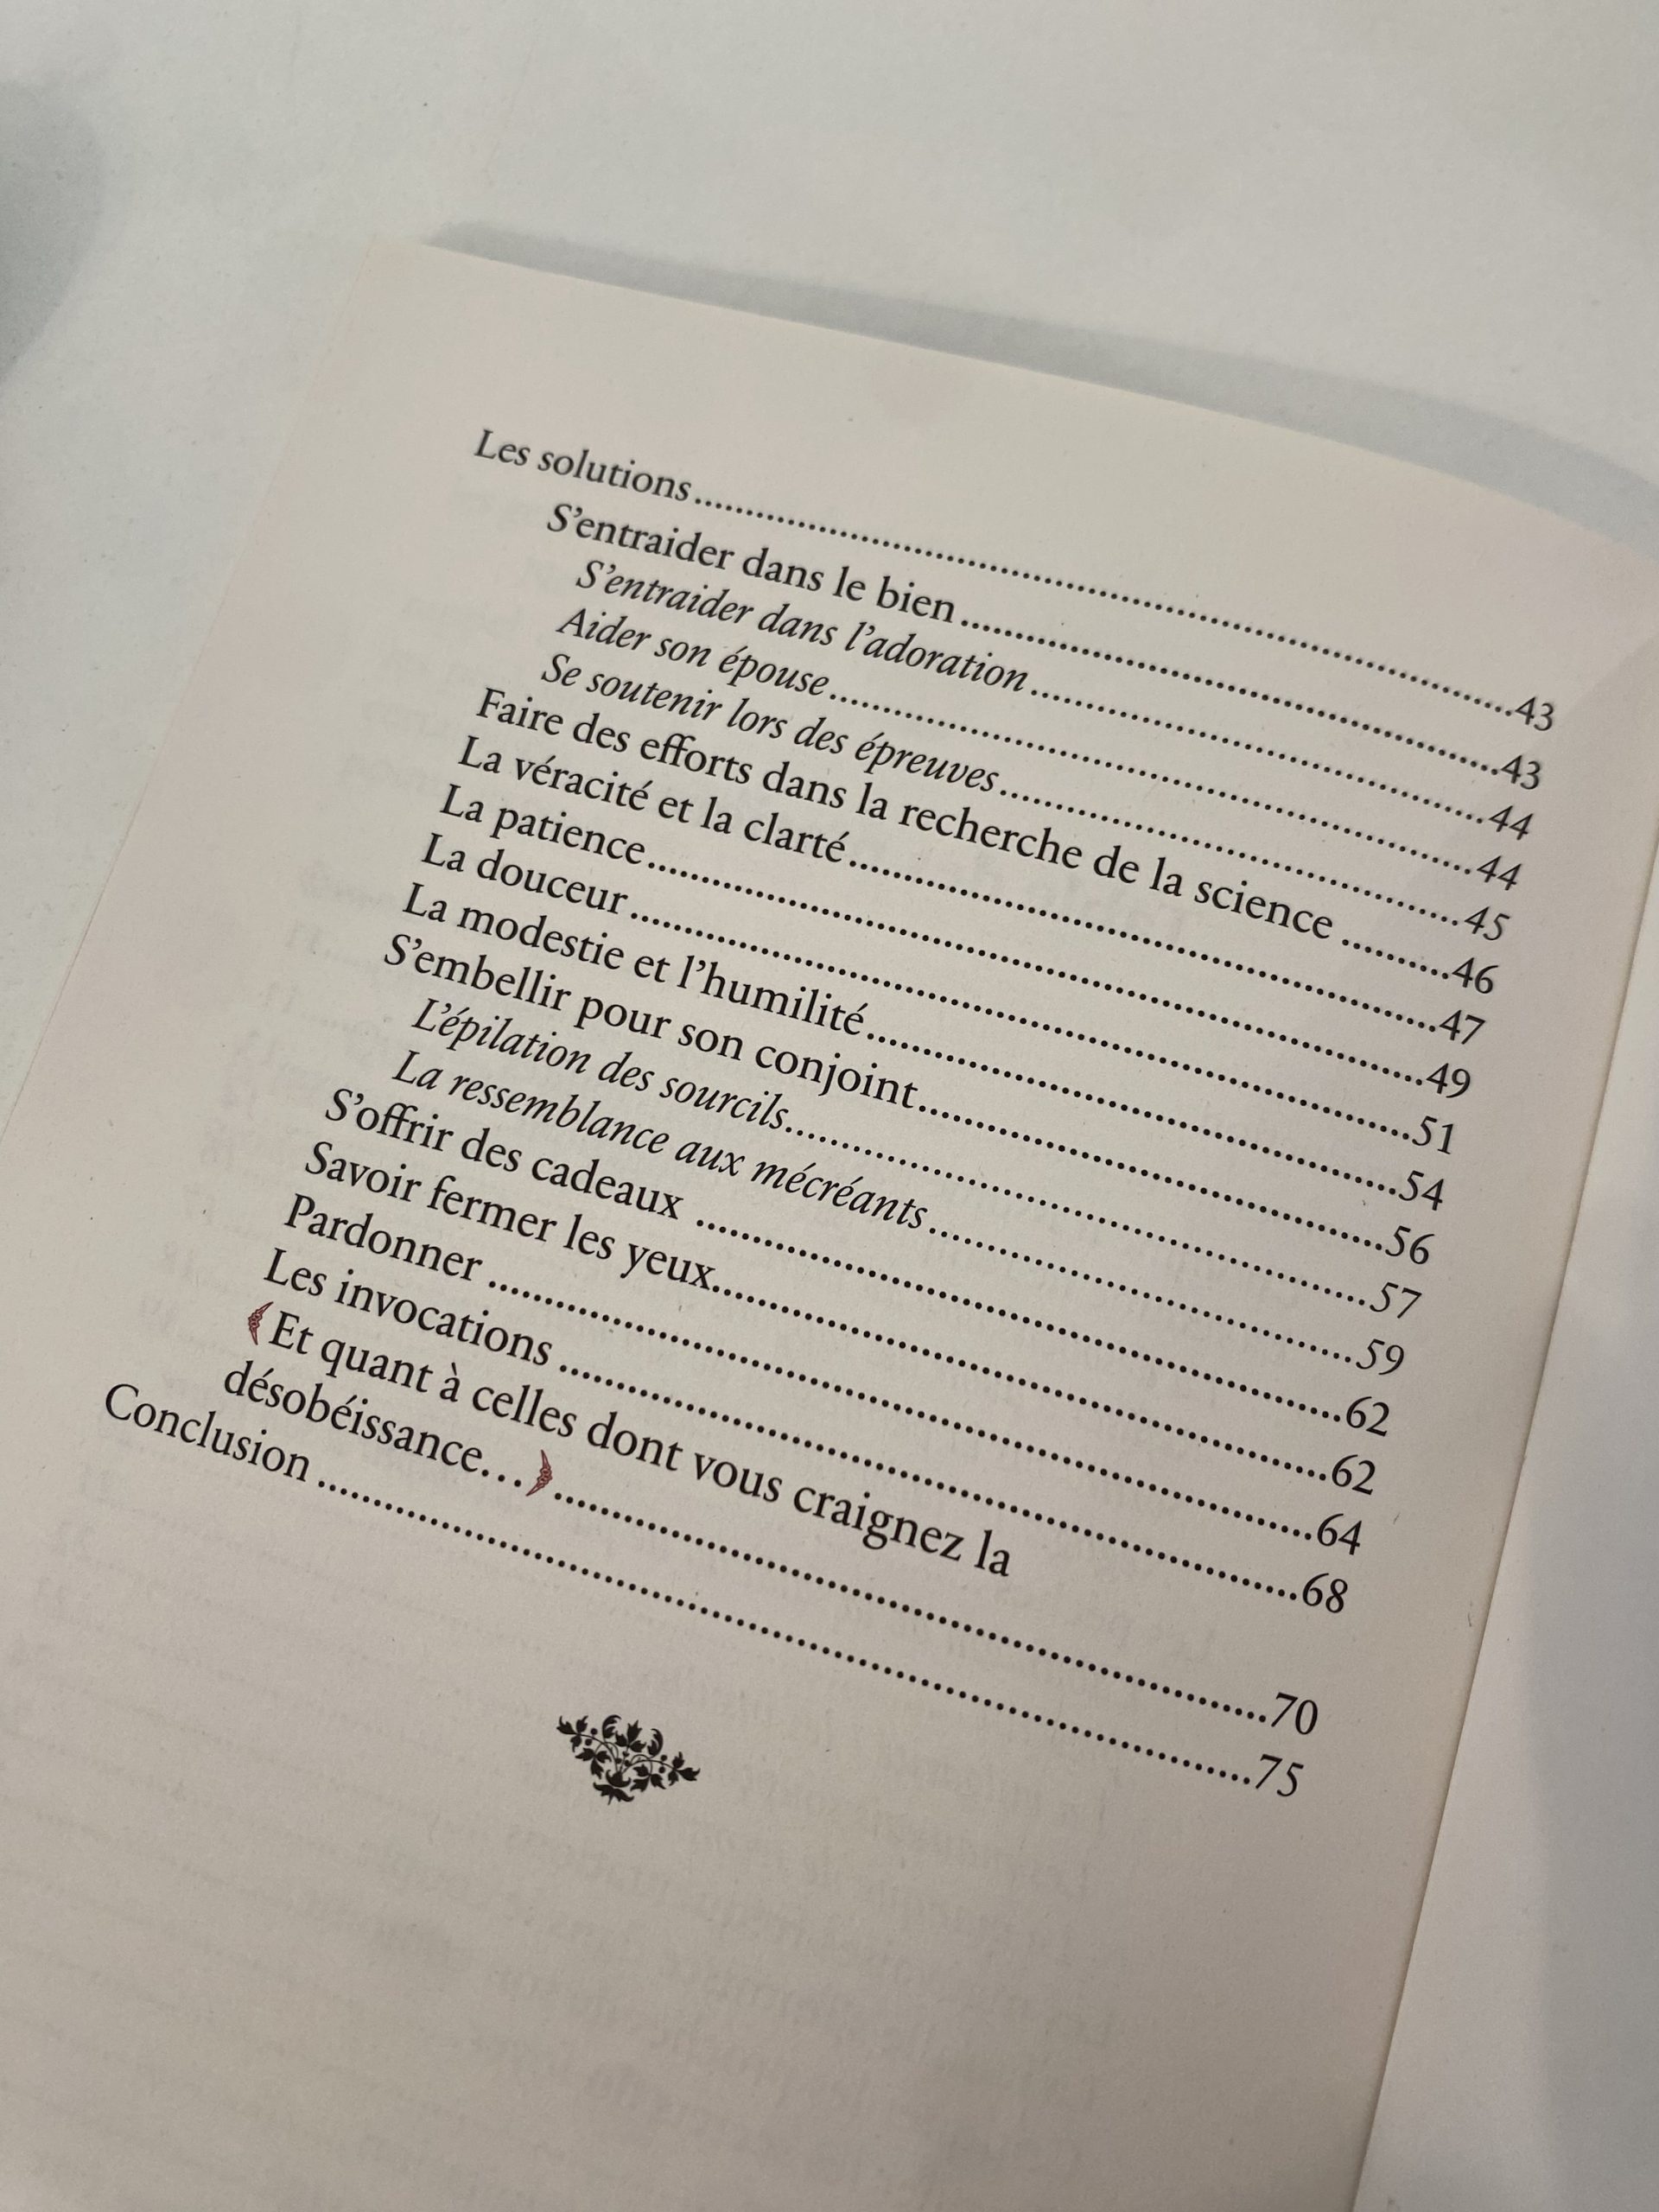 Les solutions..........43
S’entraider dans le bien..........43
S’entraider dans l’adoration..........44
Aider son épouse..........44
Se soutenir lors des épreuves..........45
Faire des efforts dans la recherche de la science ..........46
La véracité et la clarté..........47
La patience..........49
La douceur..........51
La modestie et l’humilité..........54
S’embellir pour son conjoint..........56
L’épilation des sourcils..........57
La ressemblance aux mécréants..........59
S’offrir des cadeaux ..........62
Savoir fermer les yeux..........62
Pardonner ..........64
Les invocations ..........68
﴾Et quant à celles dont vous craignez la
désobéissance…﴿..........70
Conclusion ..........75